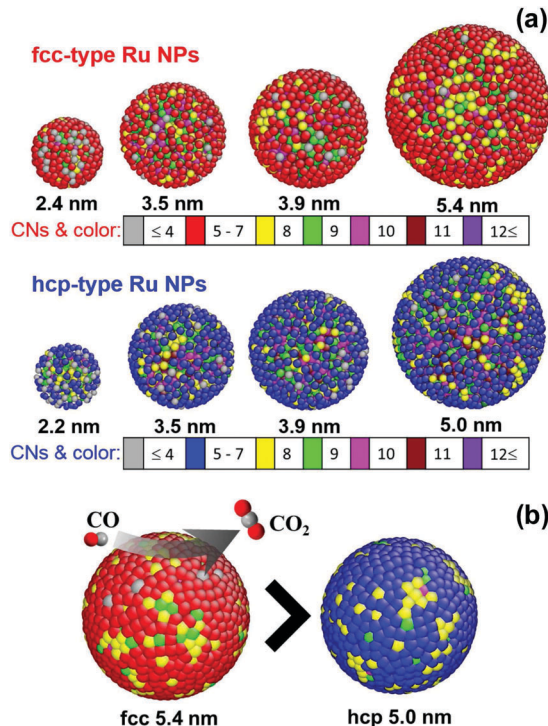 (a)
fcc-type Ru NPs
2.4 nm 3.5 nm 3.9 nm 5.4 nm
CNs & color: ≤ 4 5 - 7 8 9 10 11 12≤
hcp-type Ru NPs
2.2 nm 3.5 nm 3.9 nm 5.0 nm
CNs & color: ≤ 4 5 - 7 8 9 10 11 12≤
(b)
CO CO₂
>
fcc 5.4 nm hcp 5.0 nm